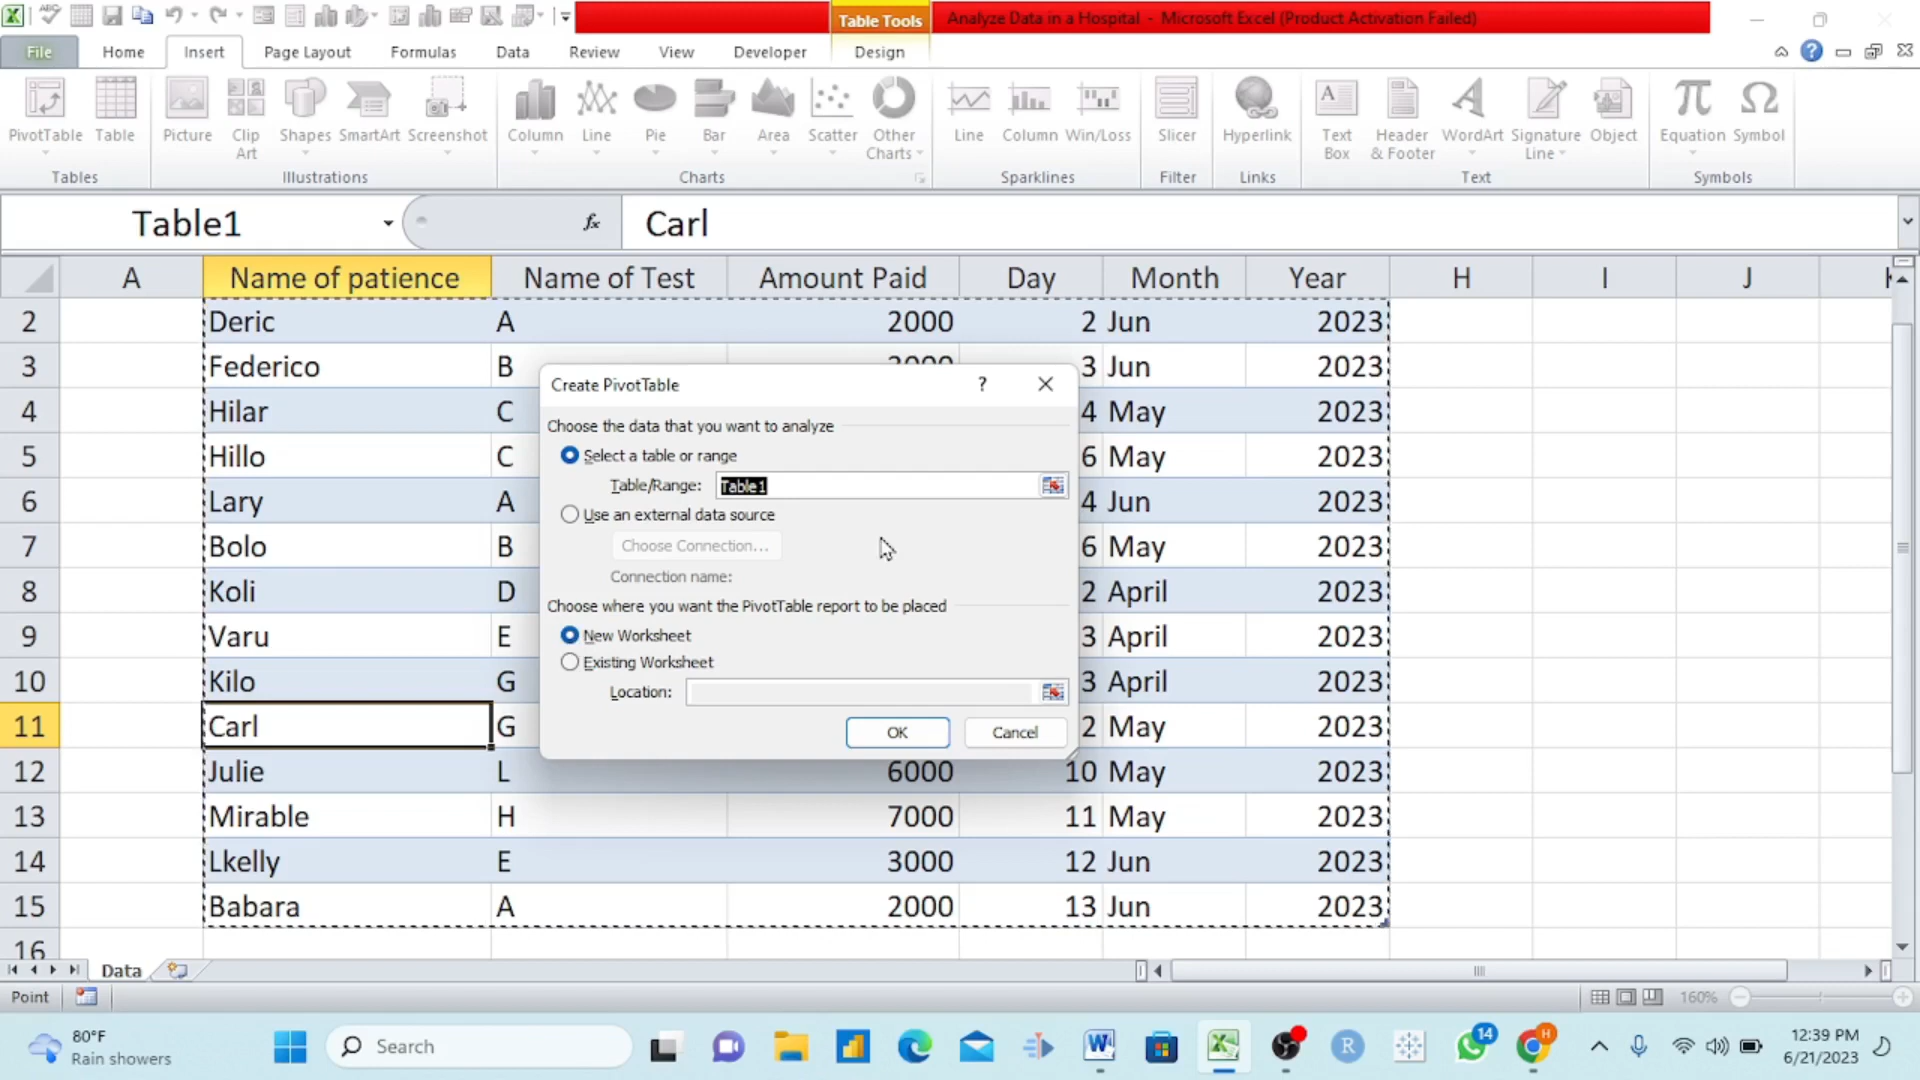 Table Tools
Analyze Data in a Hospital - Microsoft Excel (Product Activation Failed)
File Home Insert Page Layout Formulas Data Review View Developer Design
PivotTable Table Picture Clip Art Shapes SmartArt Screenshot Column Line Pie Bar Area Scatter Other Charts Line Column Win/Loss Slicer Hyperlink Text Box Header & Footer WordArt Signature Line Object Equation Symbol
Tables Illustrations Charts Sparklines Filter Links Text Symbols
Table1 fx Carl
A Name of patience Name of Test Amount Paid Day Month Year H I J
2 Deric A 2000 2 Jun 2023
3 Federico B 3 Jun 2023
4 Hilar C 4 May 2023
5 Hillo C 6 May 2023
6 Lary A 4 Jun 2023
7 Bolo B 6 May 2023
8 Koli D 2 April 2023
9 Varu E 3 April 2023
10 Kilo G 3 April 2023
11 Carl G 2 May 2023
12 Julie L 6000 10 May 2023
13 Mirable H 7000 11 May 2023
14 Lkelly E 3000 12 Jun 2023
15 Babara A 2000 13 Jun 2023
16
Create PivotTable ?
Choose the data that you want to analyze
Select a table or range
Table/Range: Table1
Use an external data source
Choose Connection...
Connection name:
Choose where you want the PivotTable report to be placed
New Worksheet
Existing Worksheet
Location:
OK Cancel
Data
Point 160%
80°F
Rain showers
Search
14
H
12:39 PM
6/21/2023